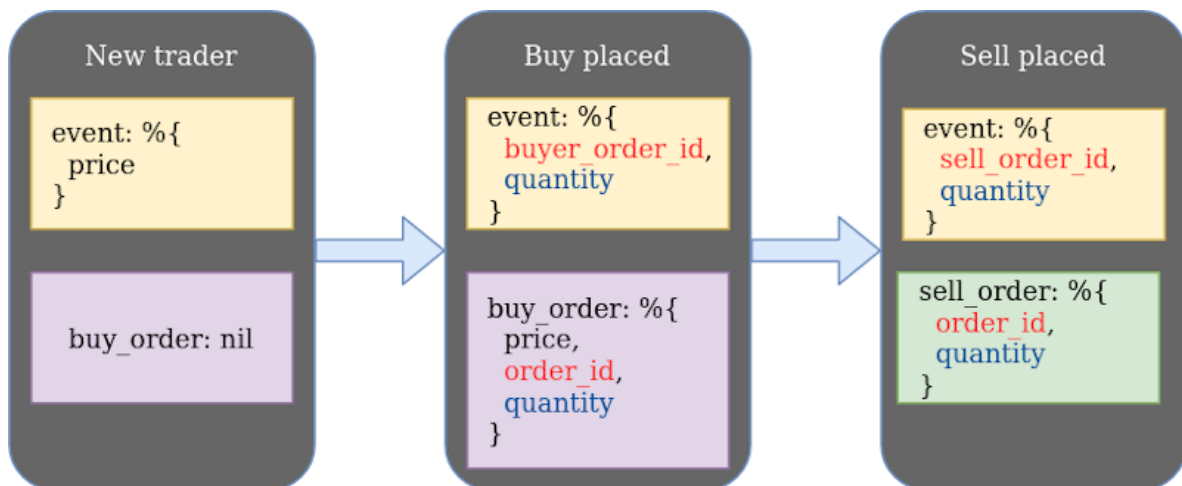 New trader
event: %{
price
}
buy_order: nil
Buy placed
event: %{
buyer_order_id,
quantity
}
buy_order: %{
price,
order_id,
quantity
}
Sell placed
event: %{
sell_order_id,
quantity
}
sell_order: %{
order_id,
quantity
}